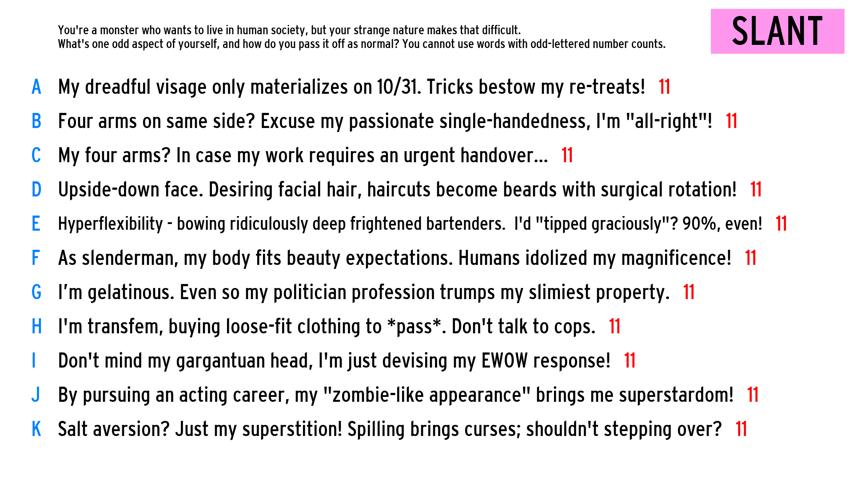 You're a monster who wants to live in human society, but your strange nature makes that difficult.
What's one odd aspect of yourself, and how do you pass it off as normal? You cannot use words with odd-lettered number counts.
SLANT
A My dreadful visage only materializes on 10/31. Tricks bestow my re-treats! 11
B Four arms on same side? Excuse my passionate single-handedness, I'm "all-right"! 11
C My four arms? In case my work requires an urgent handover... 11
D Upside-down face. Desiring facial hair, haircuts become beards with surgical rotation! 11
E Hyperflexibility - bowing ridiculously deep frightened bartenders. I'd "tipped graciously"? 90%, even! 11
F As slenderman, my body fits beauty expectations. Humans idolized my magnificence! 11
G I'm gelatinous. Even so my politician profession trumps my slimiest property. 11
H I'm transfem, buying loose-fit clothing to *pass*. Don't talk to cops. 11
I Don't mind my gargantuan head, I'm just devising my EWOW response! 11
J By pursuing an acting career, my "zombie-like appearance" brings me superstardom! 11
K Salt aversion? Just my superstition! Spilling brings curses; shouldn't stepping over? 11